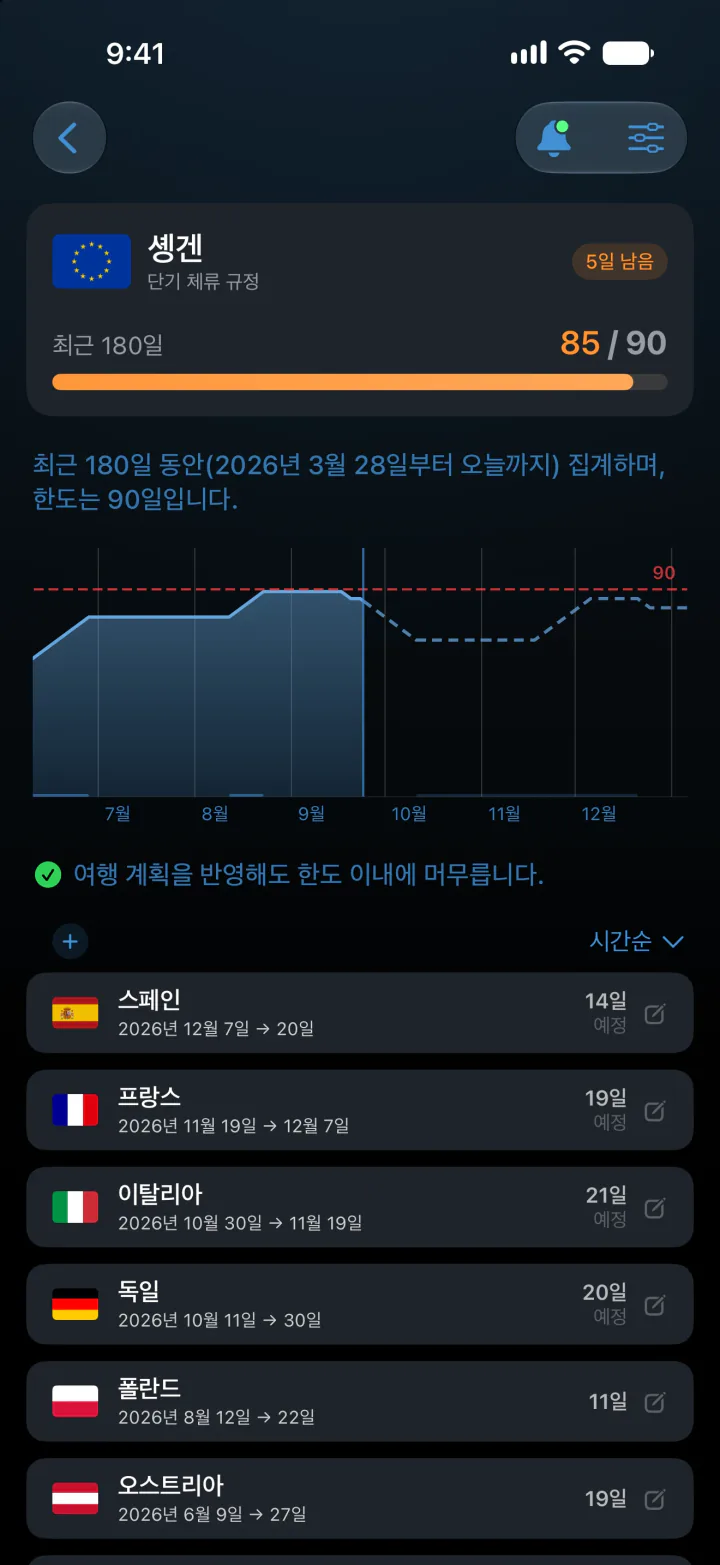 9:41
솅겐
단기 체류 규정
5일 남음
최근 180일
85 / 90
최근 180일 동안(2026년 3월 28일부터 오늘까지) 집계하며,
한도는 90일입니다.
90
7월 8월 9월 10월 11월 12월
여행 계획을 반영해도 한도 이내에 머무릅니다.
시간순
스페인
2026년 12월 7일 → 20일
14일
예정
프랑스
2026년 11월 19일 → 12월 7일
19일
예정
이탈리아
2026년 10월 30일 → 11월 19일
21일
예정
독일
2026년 10월 11일 → 30일
20일
예정
폴란드
2026년 8월 12일 → 22일
11일
오스트리아
2026년 6월 9일 → 27일
19일